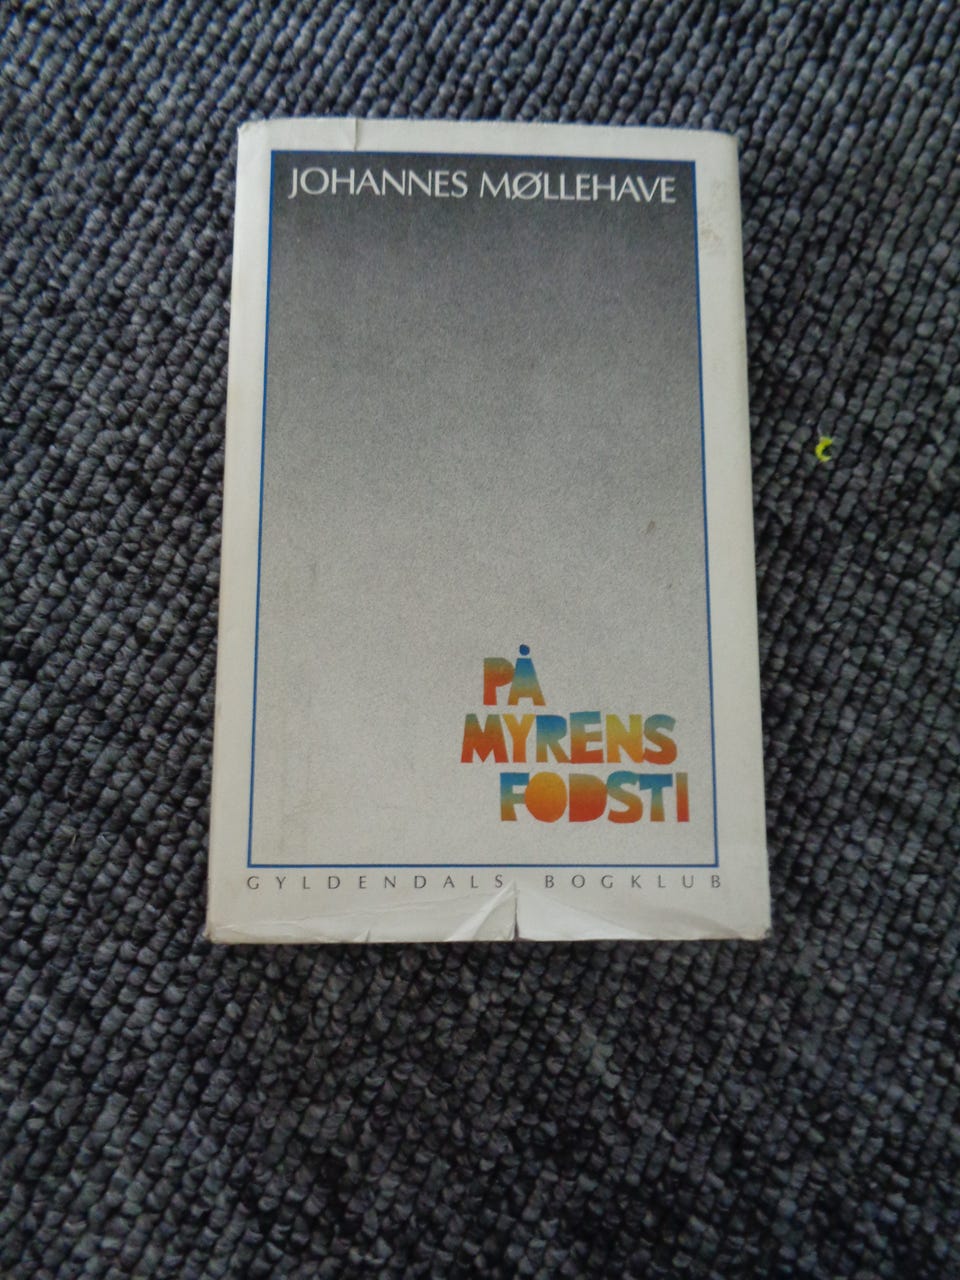 JOHANNES MØLLEHAVE
PÅ
MYRENS
FODSTI
GYLDENDALS BOGKLUB